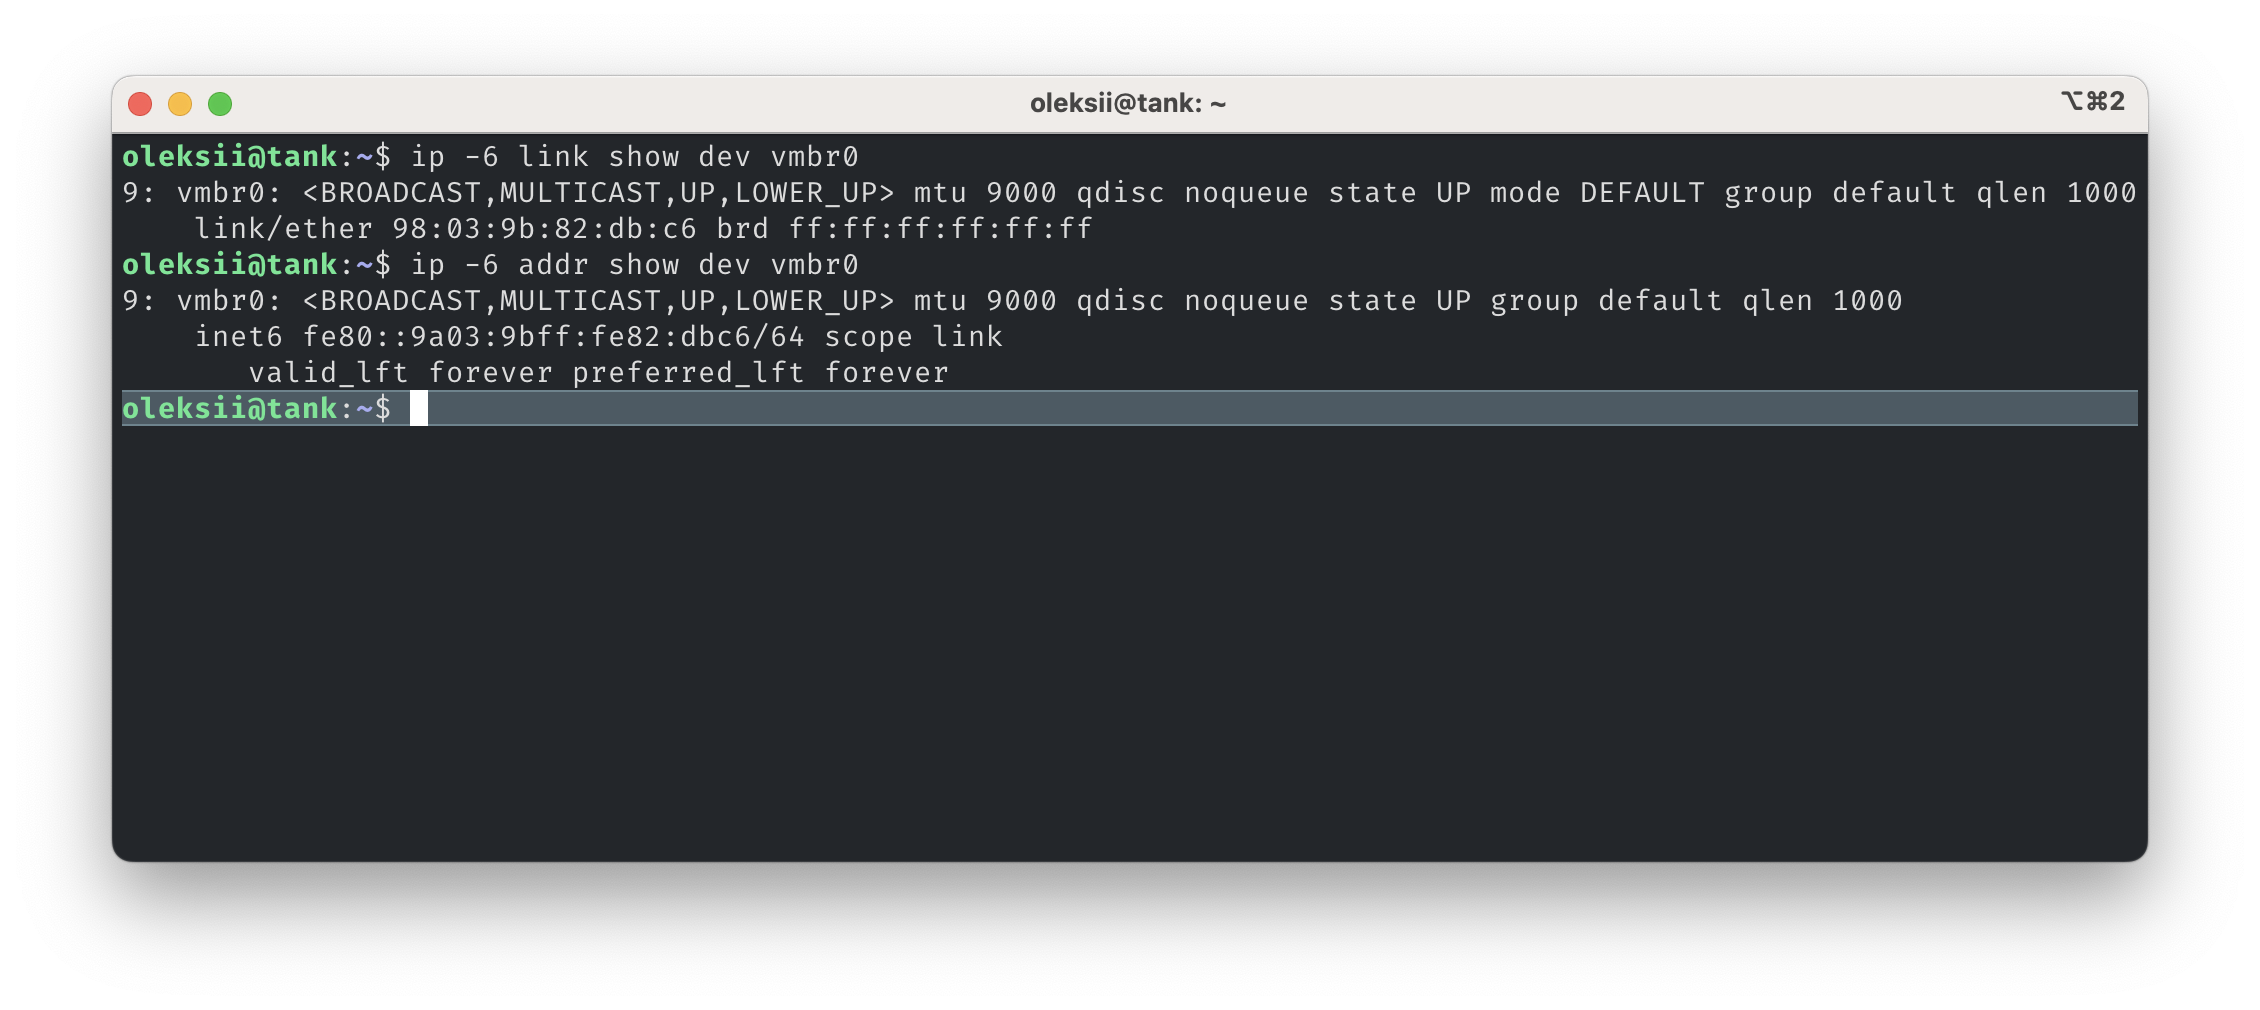 oleksii@tank: ~
⌥⌘2
oleksii@tank:~$ ip -6 link show dev vmbr0
9: vmbr0: <BROADCAST,MULTICAST,UP,LOWER_UP> mtu 9000 qdisc noqueue state UP mode DEFAULT group default qlen 1000
    link/ether 98:03:9b:82:db:c6 brd ff:ff:ff:ff:ff:ff
oleksii@tank:~$ ip -6 addr show dev vmbr0
9: vmbr0: <BROADCAST,MULTICAST,UP,LOWER_UP> mtu 9000 qdisc noqueue state UP group default qlen 1000
    inet6 fe80::9a03:9bff:fe82:dbc6/64 scope link
       valid_lft forever preferred_lft forever
oleksii@tank:~$